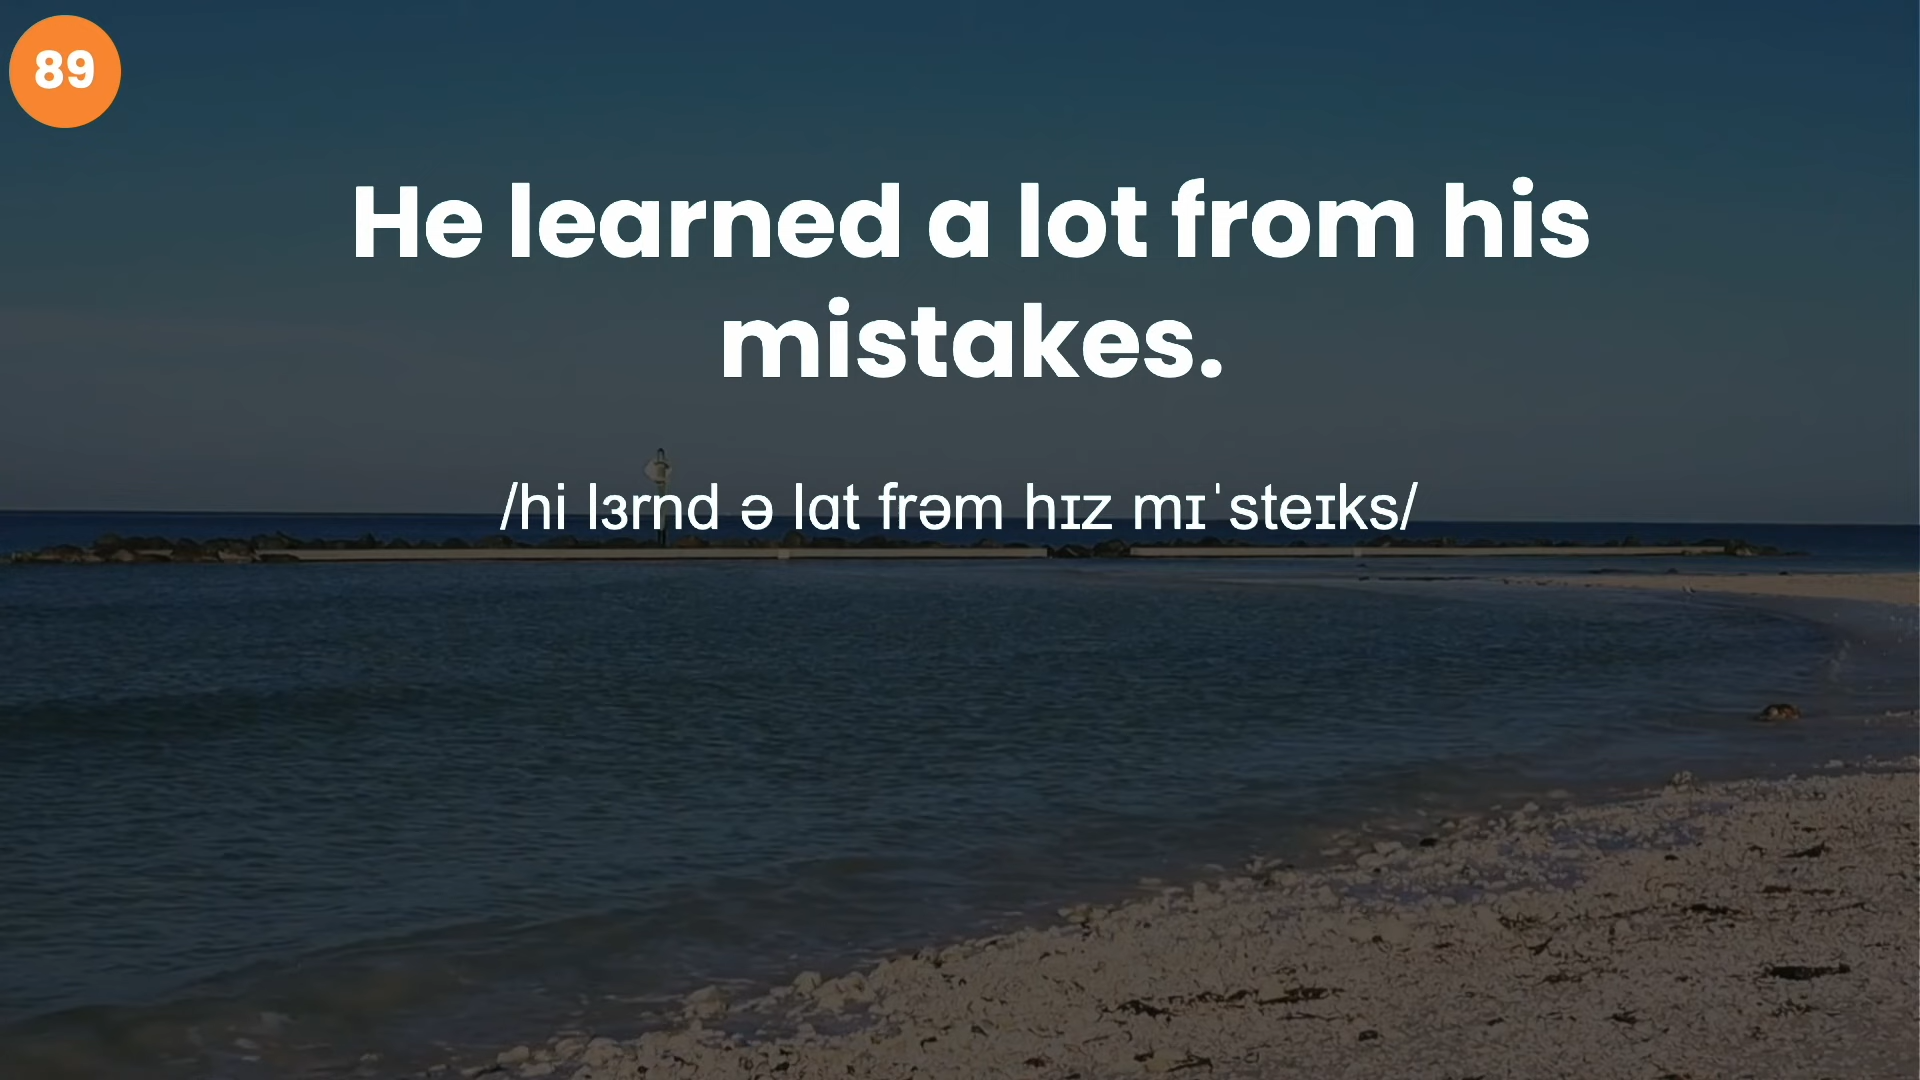 89
He learned a lot from his
mistakes.
/hi lɜrnd ə lɑt frəm hɪz mɪˈsteɪks/